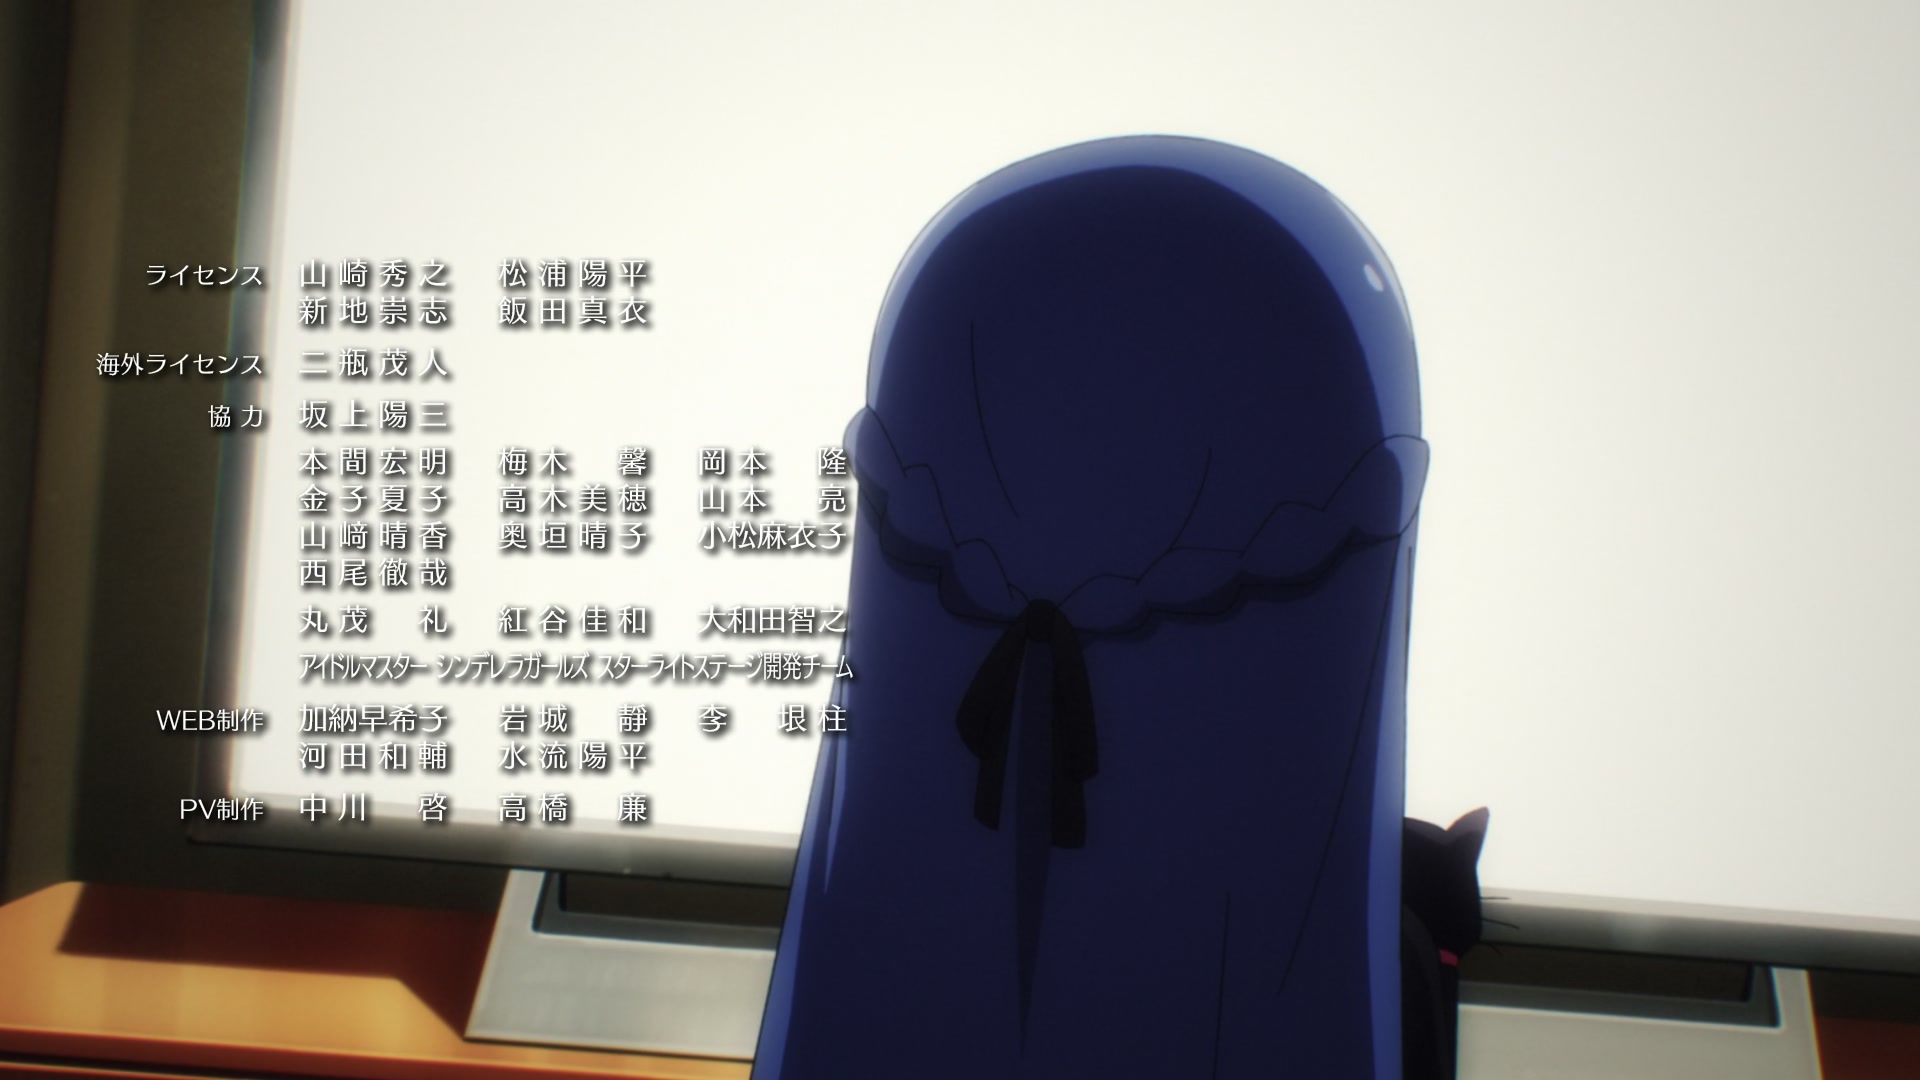 ライセンス 山崎秀之 松浦陽平
新地崇志 飯田真衣
海外ライセンス 二瓶茂人
協力 坂上陽三
本間宏明 梅木馨 岡本隆
金子夏子 高木美穂 山本亮
山﨑晴香 奥垣晴子 小松麻衣子
西尾徹哉
丸茂礼 紅谷佳和 大和田智之
アイドルマスター シンデレラガールズ スターライトステージ開発チーム
WEB制作 加納早希子 岩城静 李垠柱
河田和輔 水流陽平
PV制作 中川啓 高橋廉